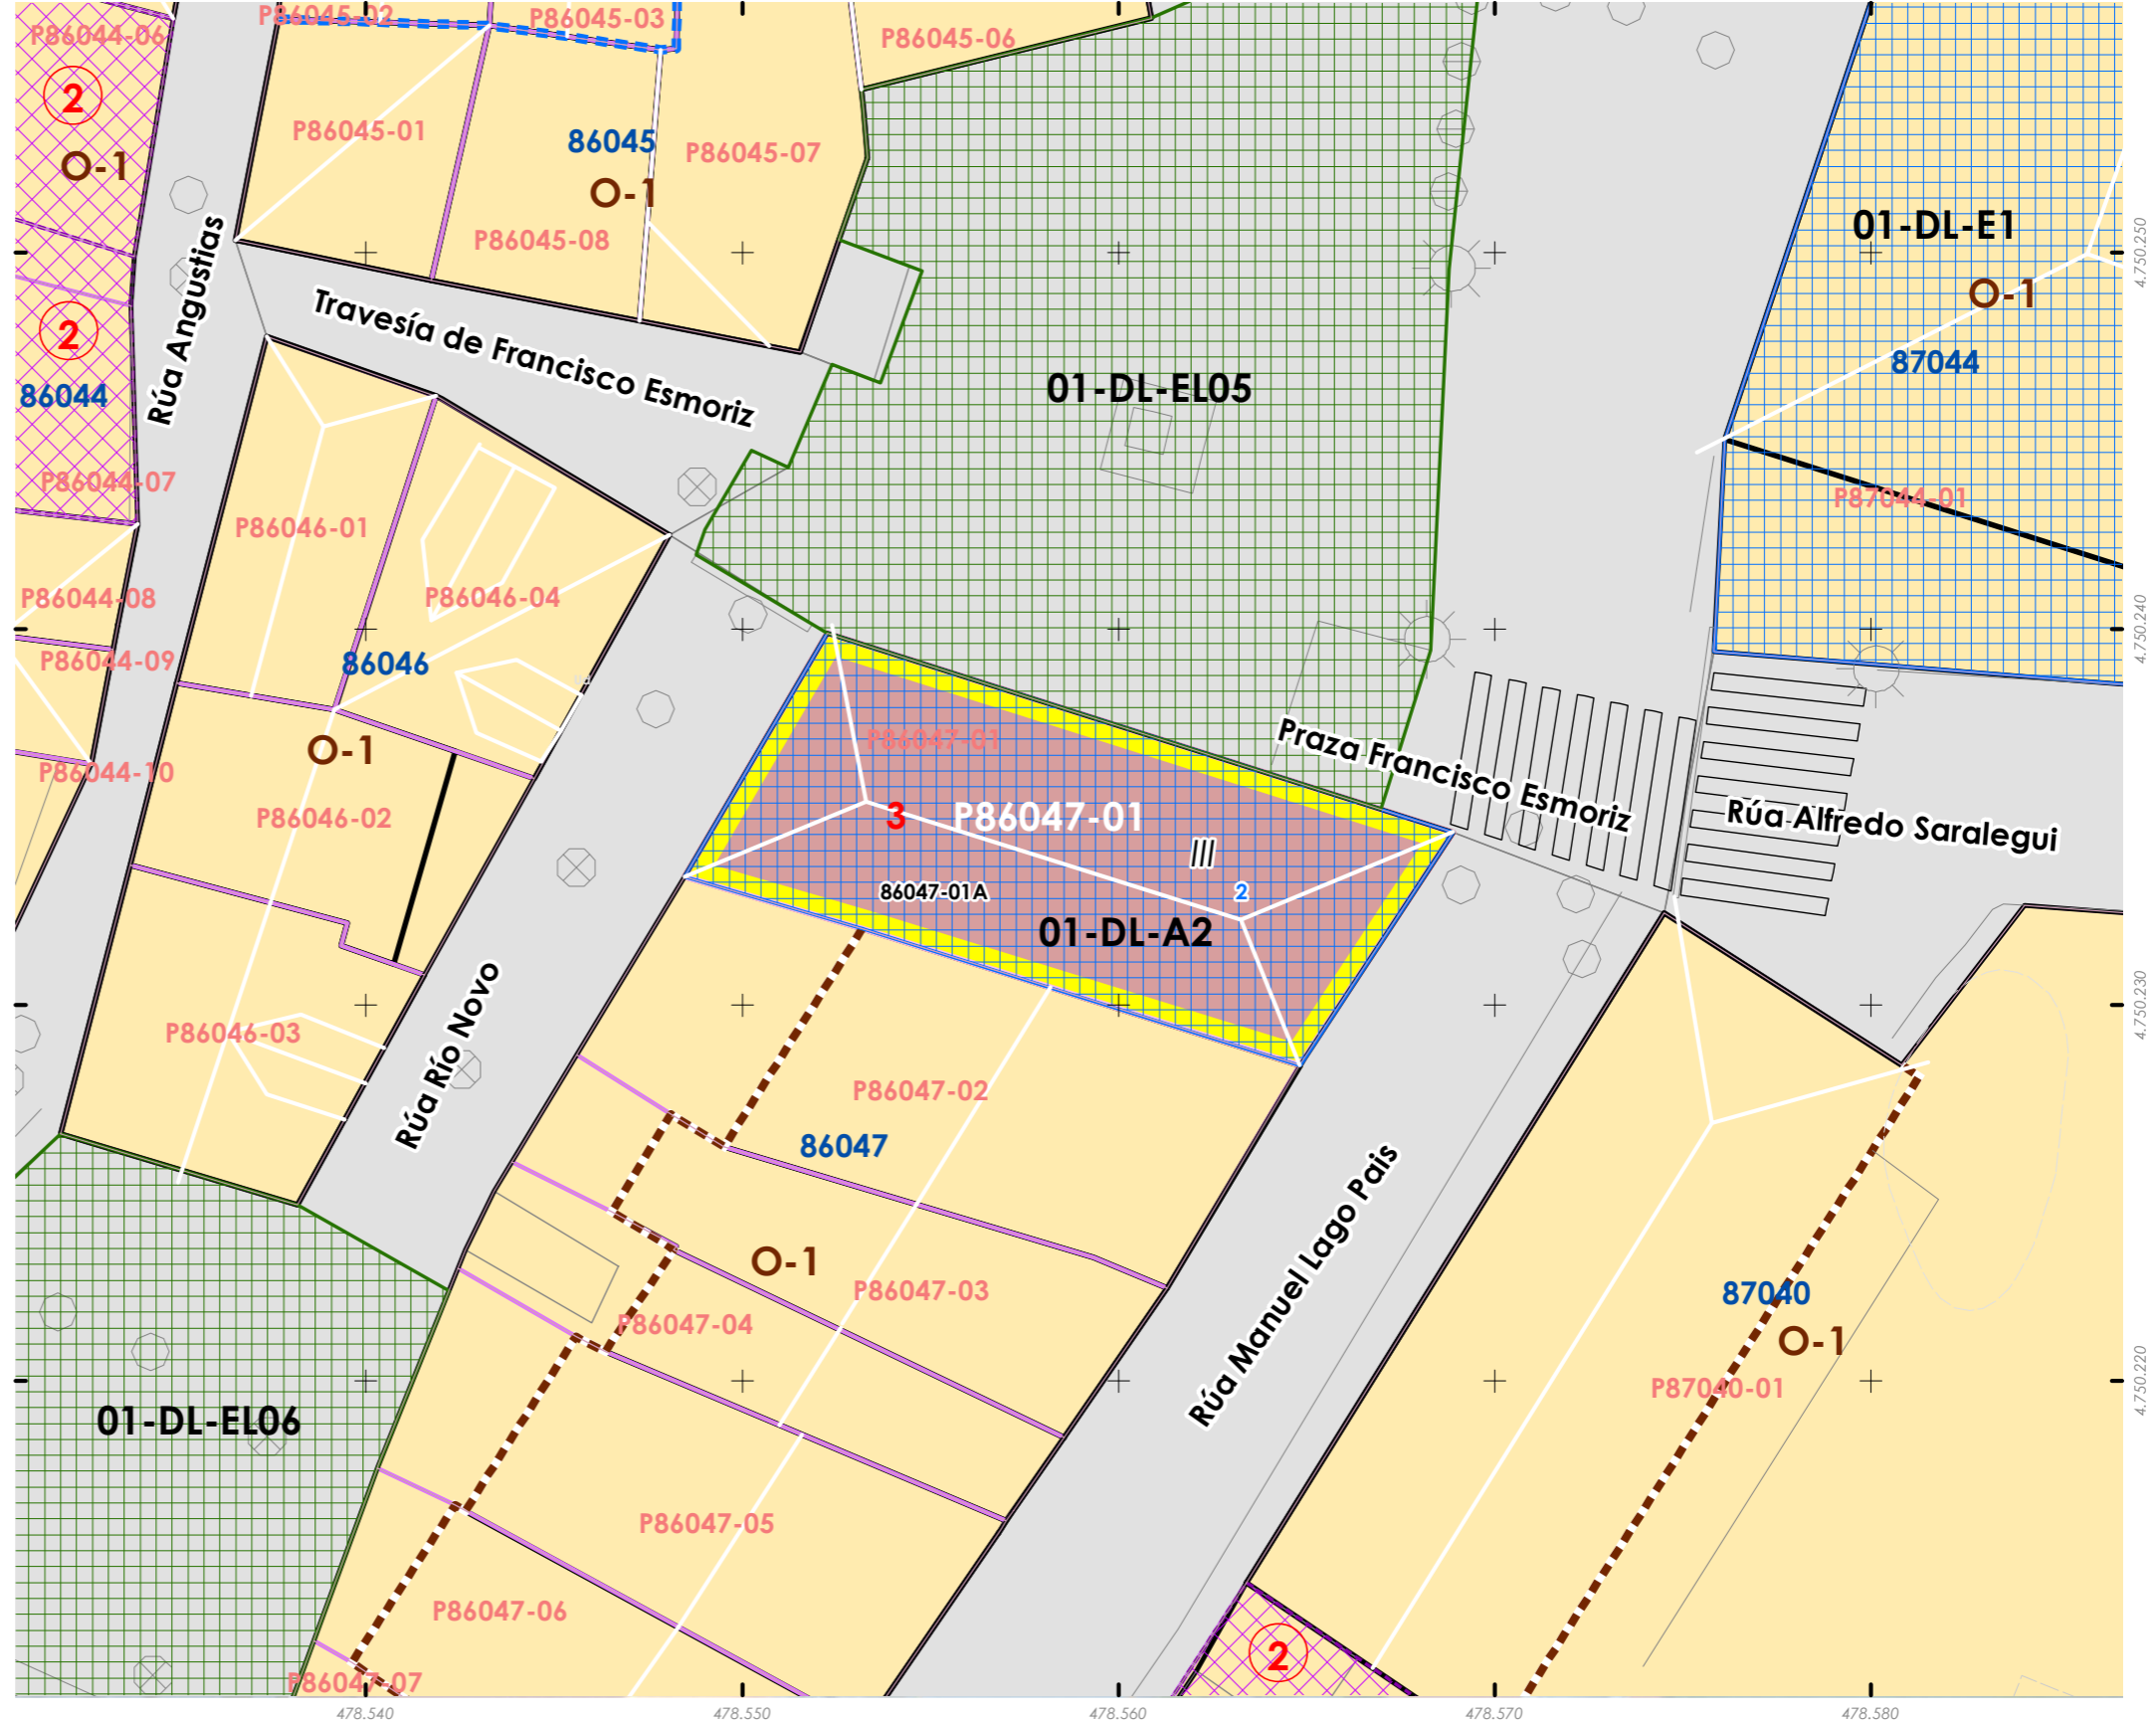 P86045-02
P86045-03
P86044-06
P86045-06
2
P86045-01
86045
P86045-07
O-1
O-1
01-DL-E1
P86045-08
Rúa Angustias
4.750.250
O-1
Travesía de Francisco Esmoriz
2
87044
86044
01-DL-EL05
P86044-07
P87044-01
P86046-01
P86044-08
P86046-04
4.750.240
P86044-09
86046
O-1
P86047-01
Praza Francisco Esmoriz
P86044-10
P86046-02
3
P86047-01
III
Rúa Alfredo Saralegui
86047-01A
2
01-DL-A2
P86046-03
Rúa Río Novo
4.750.230
P86047-02
86047
Rúa Manuel Lago Pais
O-1
P86047-03
87040
P86047-04
O-1
P87040-01
4.750.220
01-DL-EL06
P86047-05
P86047-06
2
P86047-07
478.540
478.550
478.560
478.570
478.580